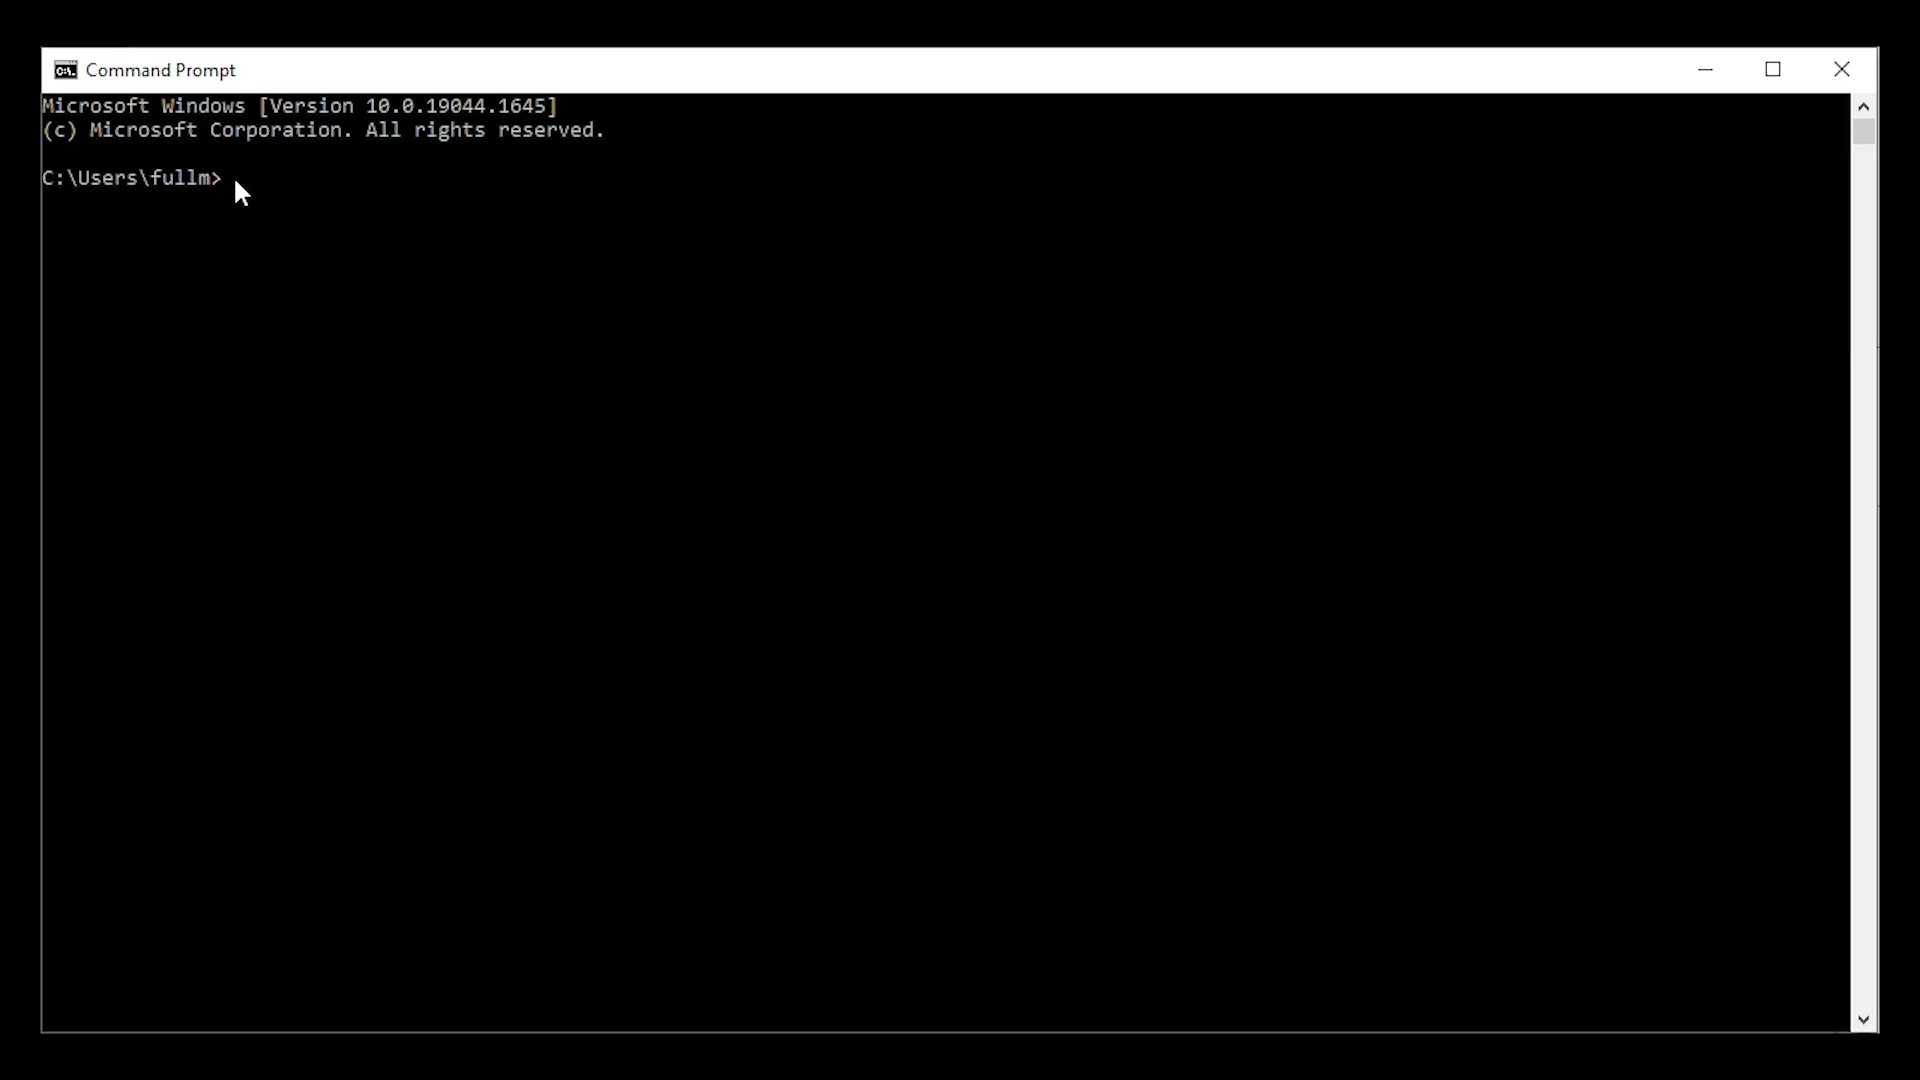 Command Prompt
Microsoft Windows [Version 10.0.19044.1645]
(c) Microsoft Corporation. All rights reserved.
C:\Users\fullm>